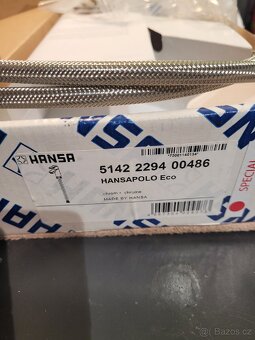 HANSA
5142 2294 00486
HANSAPOLO Eco
chrom - chrome
MADE BY HANSA
SPECIAL
Bazos.cz